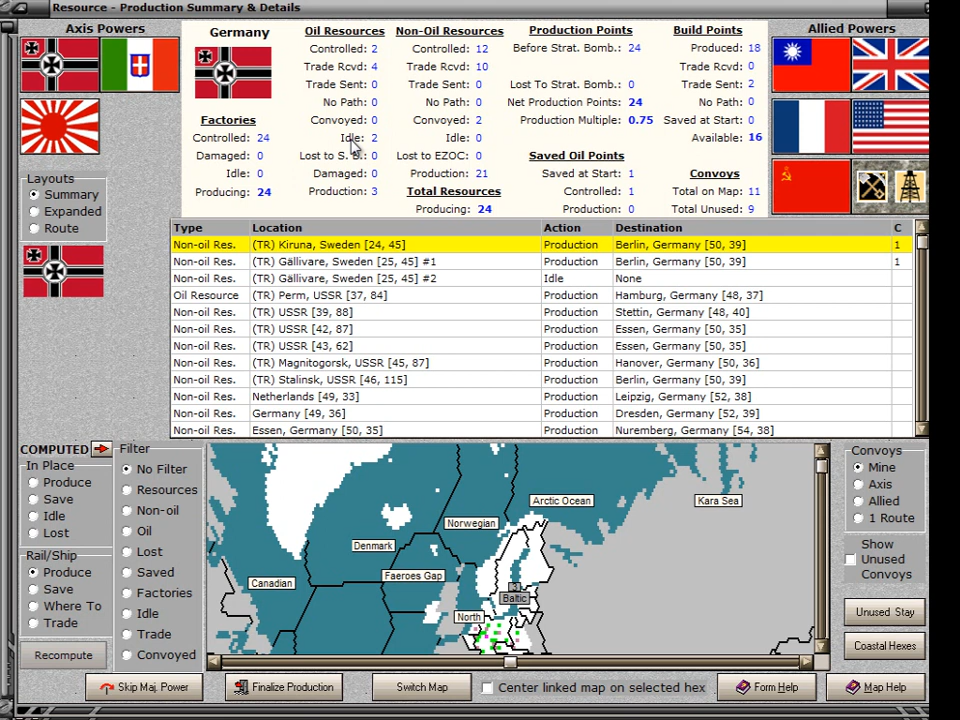 Resource - Production Summary & Details
Axis Powers
Germany
Oil Resources
Controlled: 2
Trade Rcvd: 4
Trade Sent: 0
No Path: 0
Convoyed: 0
Idle: 2
Lost to S. B.: 0
Damaged: 0
Production: 3
Non-Oil Resources
Controlled: 12
Trade Rcvd: 10
Trade Sent: 0
No Path: 0
Convoyed: 2
Idle: 0
Lost to EZOC: 0
Production: 21
Total Resources
Producing: 24
Production Points
Before Strat. Bomb.: 24
Lost To Strat. Bomb.: 0
Net Production Points: 24
Production Multiple: 0.75
Saved Oil Points
Saved at Start: 1
Controlled: 1
Production: 0
Build Points
Produced: 18
Trade Rcvd: 0
Trade Sent: 2
No Path: 0
Saved at Start: 0
Available: 16
Convoys
Total on Map: 11
Total Unused: 9
Allied Powers
Factories
Controlled: 24
Damaged: 0
Idle: 0
Producing: 24
Layouts
Summary
Expanded
Route
Type Location Action Destination C
Non-oil Res. (TR) Kiruna, Sweden [24, 45] Production Berlin, Germany [50, 39] 1
Non-oil Res. (TR) Gällivare, Sweden [25, 45] #1 Production Berlin, Germany [50, 39] 1
Non-oil Res. (TR) Gällivare, Sweden [25, 45] #2 Idle None
Oil Resource (TR) Perm, USSR [37, 84] Production Hamburg, Germany [48, 37]
Non-oil Res. (TR) USSR [39, 88] Production Stettin, Germany [48, 40]
Non-oil Res. (TR) USSR [42, 87] Production Essen, Germany [50, 35]
Non-oil Res. (TR) USSR [43, 62] Production Essen, Germany [50, 35]
Non-oil Res. (TR) Magnitogorsk, USSR [45, 87] Production Hanover, Germany [50, 36]
Non-oil Res. (TR) Stalinsk, USSR [46, 115] Production Berlin, Germany [50, 39]
Non-oil Res. Netherlands [49, 33] Production Leipzig, Germany [52, 38]
Non-oil Res. Germany [49, 36] Production Dresden, Germany [52, 39]
Non-oil Res. Essen, Germany [50, 35] Production Nuremberg, Germany [54, 38]
COMPUTED
In Place
Produce
Save
Idle
Lost
Rail/Ship
Produce
Save
Where To
Trade
Recompute
Filter
No Filter
Resources
Non-oil
Oil
Lost
Saved
Factories
Idle
Trade
Convoyed
Arctic Ocean
Kara Sea
Norwegian
Denmark
Faeroes Gap
Canadian
3
Baltic
North
Convoys
Mine
Axis
Allied
1 Route
Show
Unused
Convoys
Unused Stay
Coastal Hexes
Skip Maj. Power
Finalize Production
Switch Map
Center linked map on selected hex
Form Help
Map Help